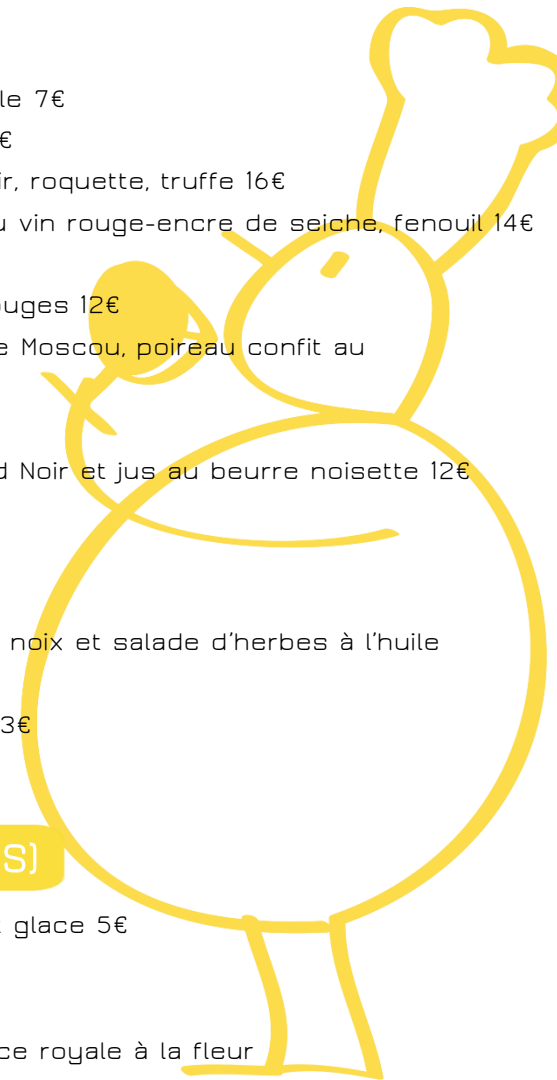 le 7€
€
ir, roquette, truffe 16€
u vin rouge-encre de seiche, fenouil 14€
ouges 12€
e Moscou, poireau confit au
d Noir et jus au beurre noisette 12€
noix et salade d'herbes à l'huile
3€
S)
glace 5€
ce royale à la fleur